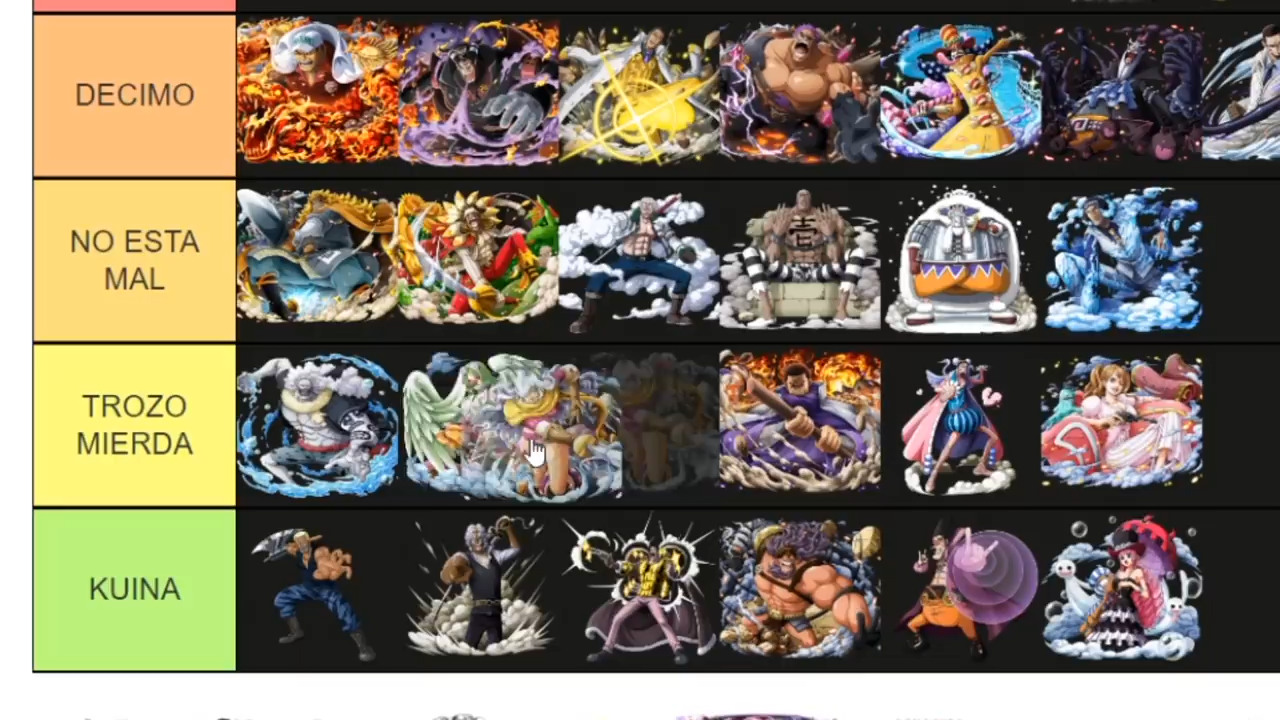 DECIMO
NO ESTA
MAL
TROZO
MIERDA
KUINA